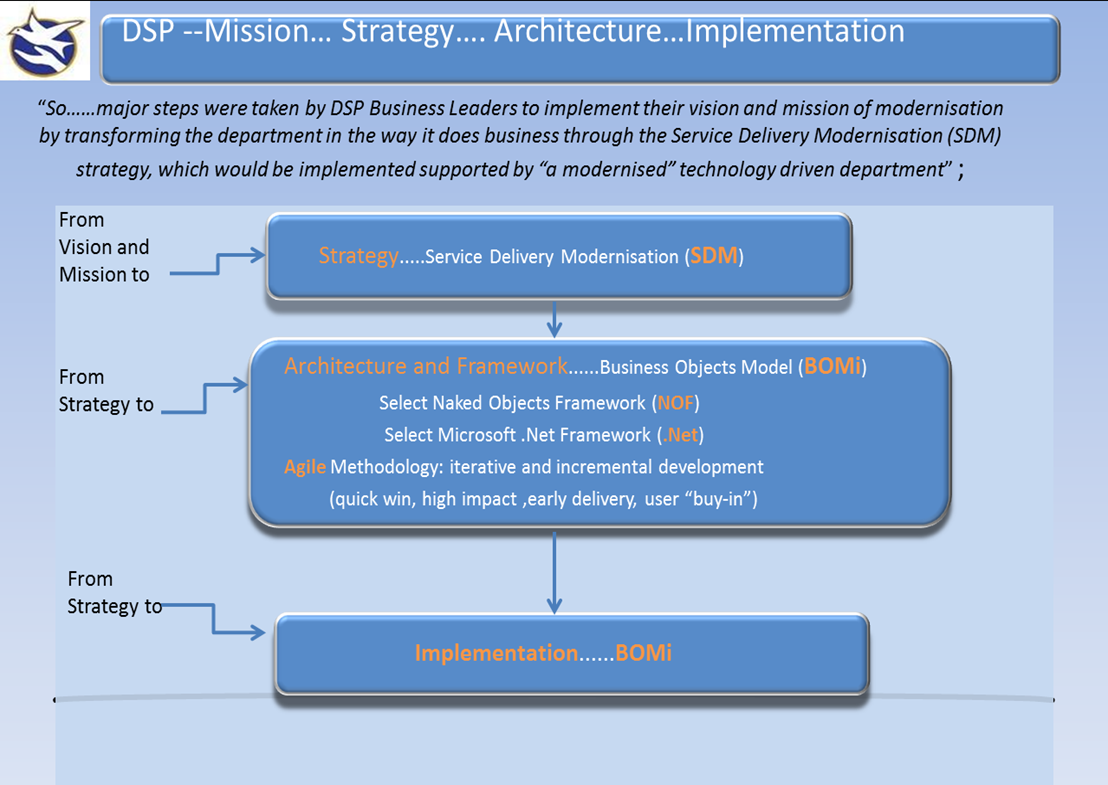 DSP --Mission... Strategy.... Architecture...Implementation
“So......major steps were taken by DSP Business Leaders to implement their vision and mission of modernisation
by transforming the department in the way it does business through the Service Delivery Modernisation (SDM)
strategy, which would be implemented supported by “a modernised” technology driven department” ;
From
Vision and
Mission to
Strategy.....Service Delivery Modernisation (SDM)
From
Strategy to
Architecture and Framework......Business Objects Model (BOMi)
Select Naked Objects Framework (NOF)
Select Microsoft .Net Framework (.Net)
Agile Methodology: iterative and incremental development
(quick win, high impact ,early delivery, user “buy-in”)
From
Strategy to
Implementation......BOMi